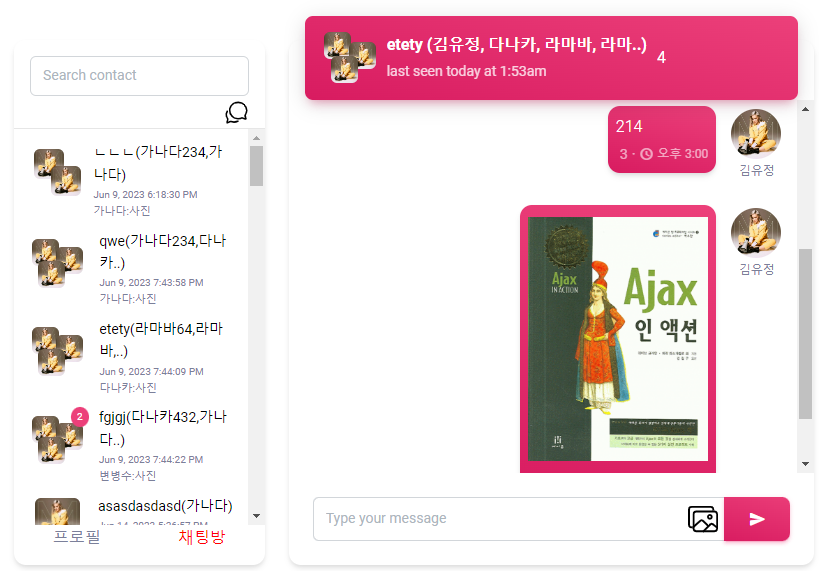 Search contact
ㄴㄴㄴ(가나다234,가
나다)
Jun 9, 2023 6:18:30 PM
가나다:사진
qwe(가나다234,다나
카..)
Jun 9, 2023 7:43:58 PM
가나다:사진
etety(라마바64,라마
바,..)
Jun 9, 2023 7:44:09 PM
다나카:사진
2
fgjgj(다나카432,가나
다..)
Jun 9, 2023 7:44:22 PM
변병수:사진
asasdasdasd(가나다)
프로필
채팅방
etety (김유정, 다나카, 라마바, 라마..)
4
last seen today at 1:53am
214
3 · 오후 3:00
김유정
김유정
Ajax
IN ACTION
Ajax
인 액션
Type your message